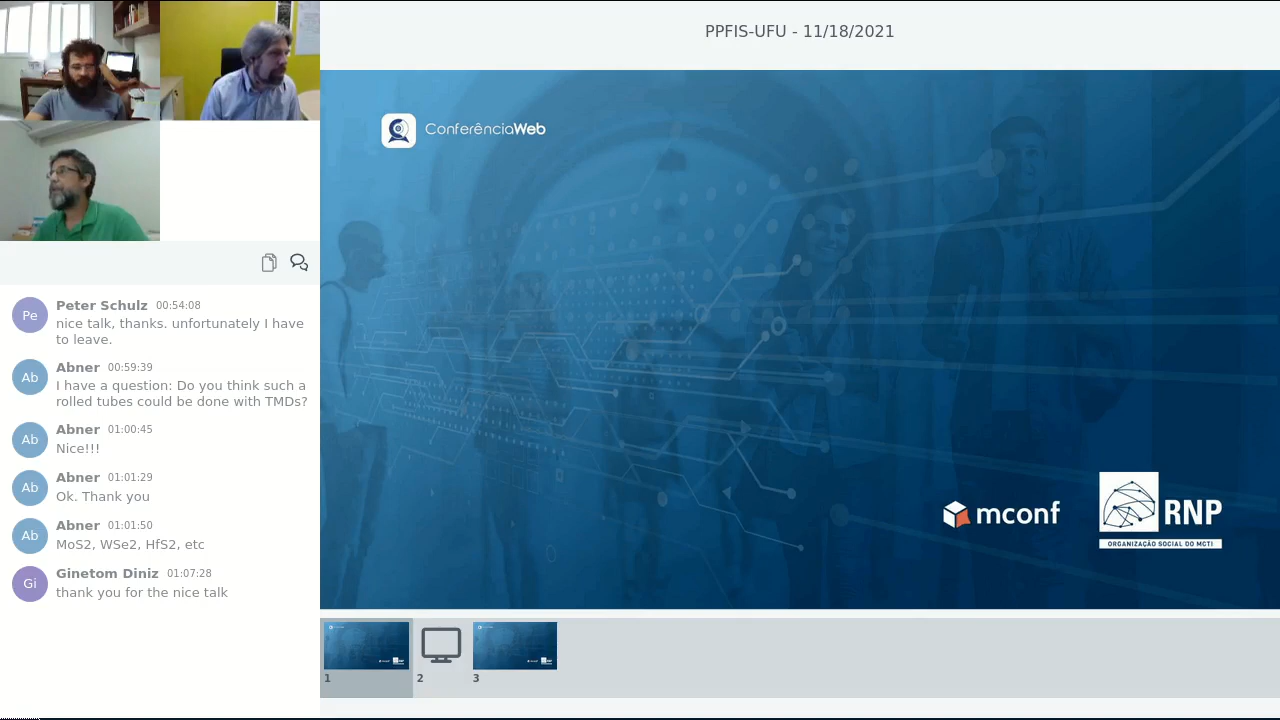 PPFIS-UFU - 11/18/2021
ConferênciaWeb
Pe
Peter Schulz 00:54:08
nice talk, thanks. unfortunately I have
to leave.
Ab
Abner 00:59:39
I have a question: Do you think such a
rolled tubes could be done with TMDs?
Ab
Abner 01:00:45
Nice!!!
Ab
Abner 01:01:29
Ok. Thank you
Ab
Abner 01:01:50
MoS2, WSe2, HfS2, etc
Gi
Ginetom Diniz 01:07:28
thank you for the nice talk
mconf
RNP
ORGANIZAÇÃO SOCIAL DO MCTI
1
2
3